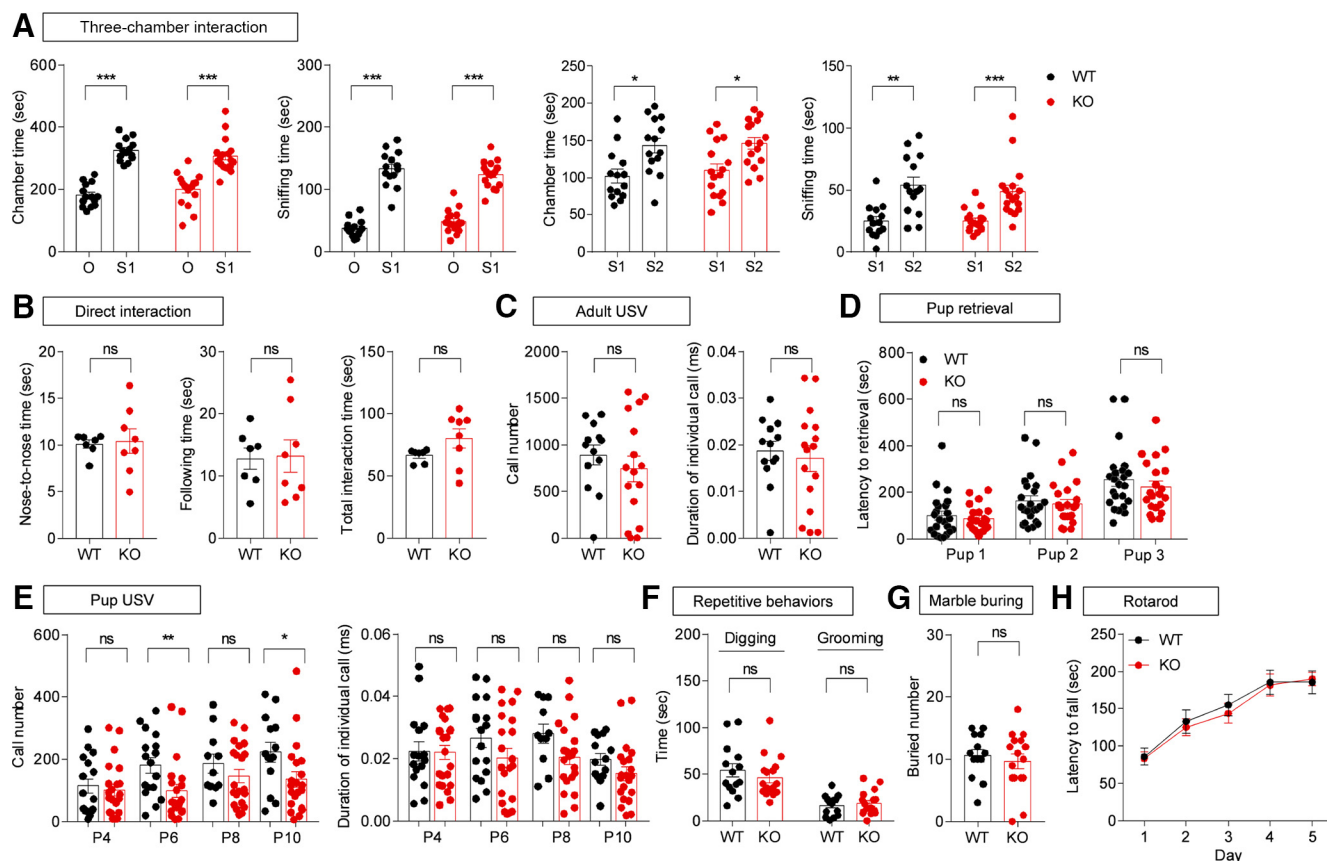 A Three-chamber interaction
Chamber time (sec)
600
400
200
0
*** ***
O S1 O S1
Sniffing time (sec)
300
200
100
0
*** ***
O S1 O S1
Chamber time (sec)
250
200
150
100
50
0
* *
S1 S2 S1 S2
Sniffing time (sec)
150
100
50
0
** ***
S1 S2 S1 S2
WT
KO
B Direct interaction
Nose-to-nose time (sec)
20
15
10
5
0
ns
WT KO
Following time (sec)
30
20
10
0
ns
WT KO
Total interaction time (sec)
150
100
50
0
ns
WT KO
C Adult USV
Call number
2000
1500
1000
500
0
ns
WT KO
Duration of individual call (ms)
0.04
0.03
0.02
0.01
0.00
ns
WT KO
D Pup retrieval
Latency to retrieval (sec)
800
600
400
200
0
WT
KO
ns ns ns
Pup 1 Pup 2 Pup 3
E Pup USV
Call number
600
400
200
0
ns ** ns *
P4 P6 P8 P10
Duration of individual call (ms)
0.06
0.04
0.02
0.00
ns ns ns ns
P4 P6 P8 P10
F Repetitive behaviors
Time (sec)
200
150
100
50
0
Digging Grooming
ns ns
WT KO WT KO
G Marble buring
Buried number
30
20
10
0
ns
WT KO
H Rotarod
Latency to fall (sec)
250
200
150
100
50
0
WT
KO
1 2 3 4 5
Day